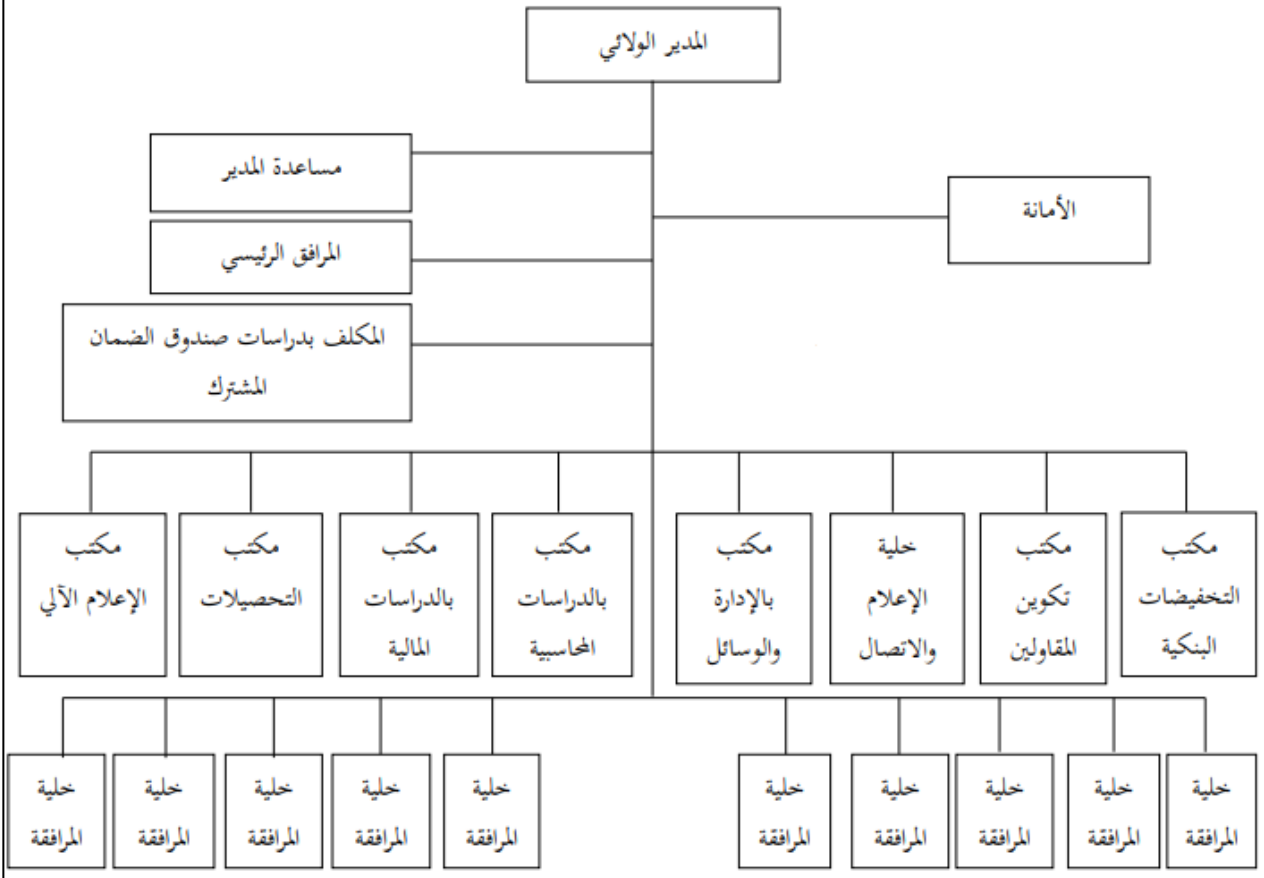 المدير الولائي
مساعدة المدير
الأمانة
المرافق الرئيسي
المكلف بدراسات صندوق الضمان
المشترك
مكتب
التخفيضات
البنكية
مكتب
تكوين
المقاولين
خلية
الإعلام
والاتصال
مكتب
بالإدارة
والوسائل
مكتب
بالدراسات
المحاسبية
مكتب
بالدراسات
المالية
مكتب
التحصيلات
مكتب
الإعلام الآلي
خلية
المرافقة
خلية
المرافقة
خلية
المرافقة
خلية
المرافقة
خلية
المرافقة
خلية
المرافقة
خلية
المرافقة
خلية
المرافقة
خلية
المرافقة
خلية
المرافقة